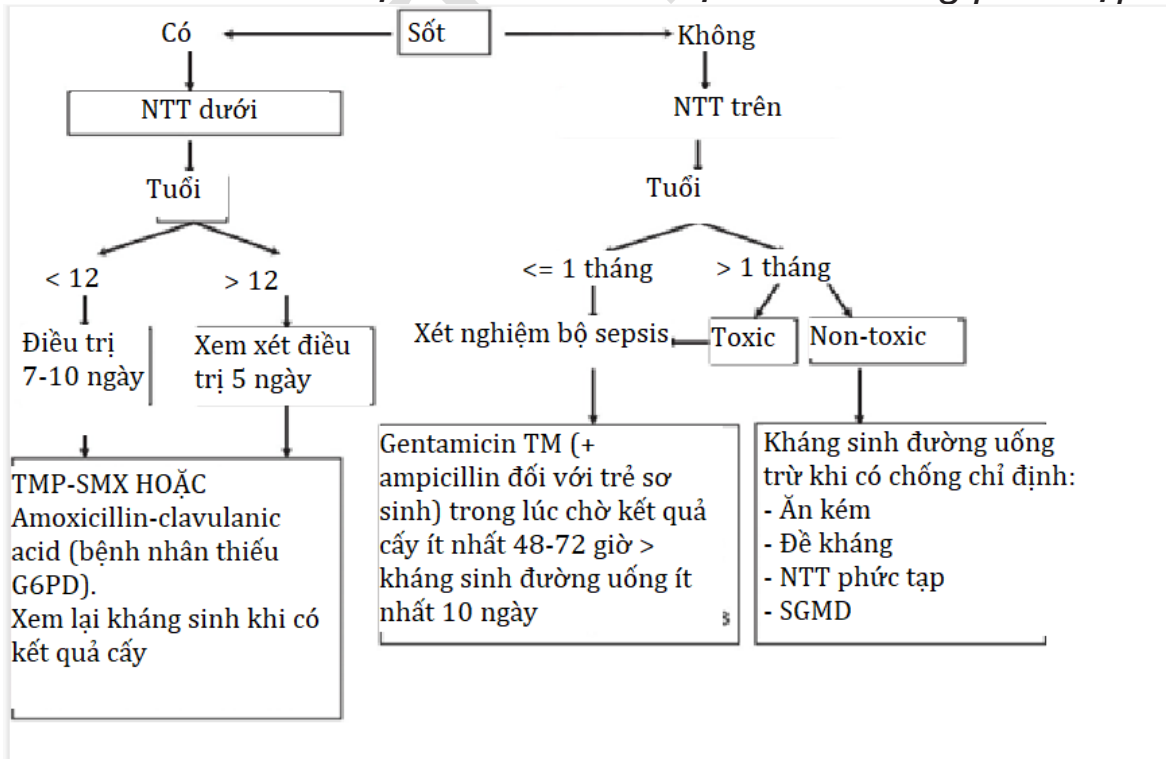 Có
Sốt
Không
NTT dưới
NTT trên
Tuổi
Tuổi
< 12
> 12
<= 1 tháng
> 1 tháng
Điều trị
7-10 ngày
Xem xét điều
trị 5 ngày
Xét nghiệm bộ sepsis
Toxic
Non-toxic
TMP-SMX HOẶC
Amoxicillin-clavulanic
acid (bệnh nhân thiếu
G6PD).
Xem lại kháng sinh khi có
kết quả cấy
Gentamicin TM (+
ampicillin đối với trẻ sơ
sinh) trong lúc chờ kết quả
cấy ít nhất 48-72 giờ >
kháng sinh đường uống ít
nhất 10 ngày
Kháng sinh đường uống
trừ khi có chống chỉ định:
- Ăn kém
- Đề kháng
- NTT phức tạp
- SGMD